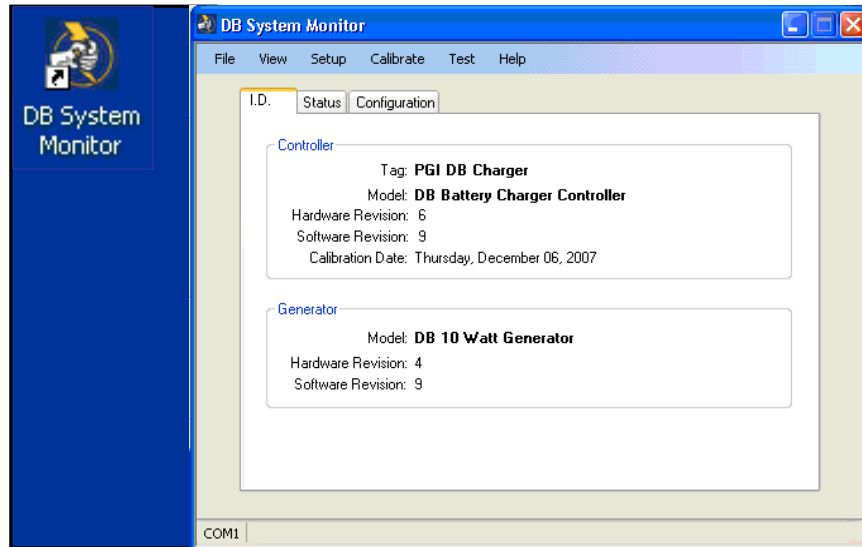 DB System
Monitor
DB System Monitor
File View Setup Calibrate Test Help
I.D. Status Configuration
Controller
Tag: PGI DB Charger
Model: DB Battery Charger Controller
Hardware Revision: 6
Software Revision: 9
Calibration Date: Thursday, December 06, 2007
Generator
Model: DB 10 Watt Generator
Hardware Revision: 4
Software Revision: 9
COM1